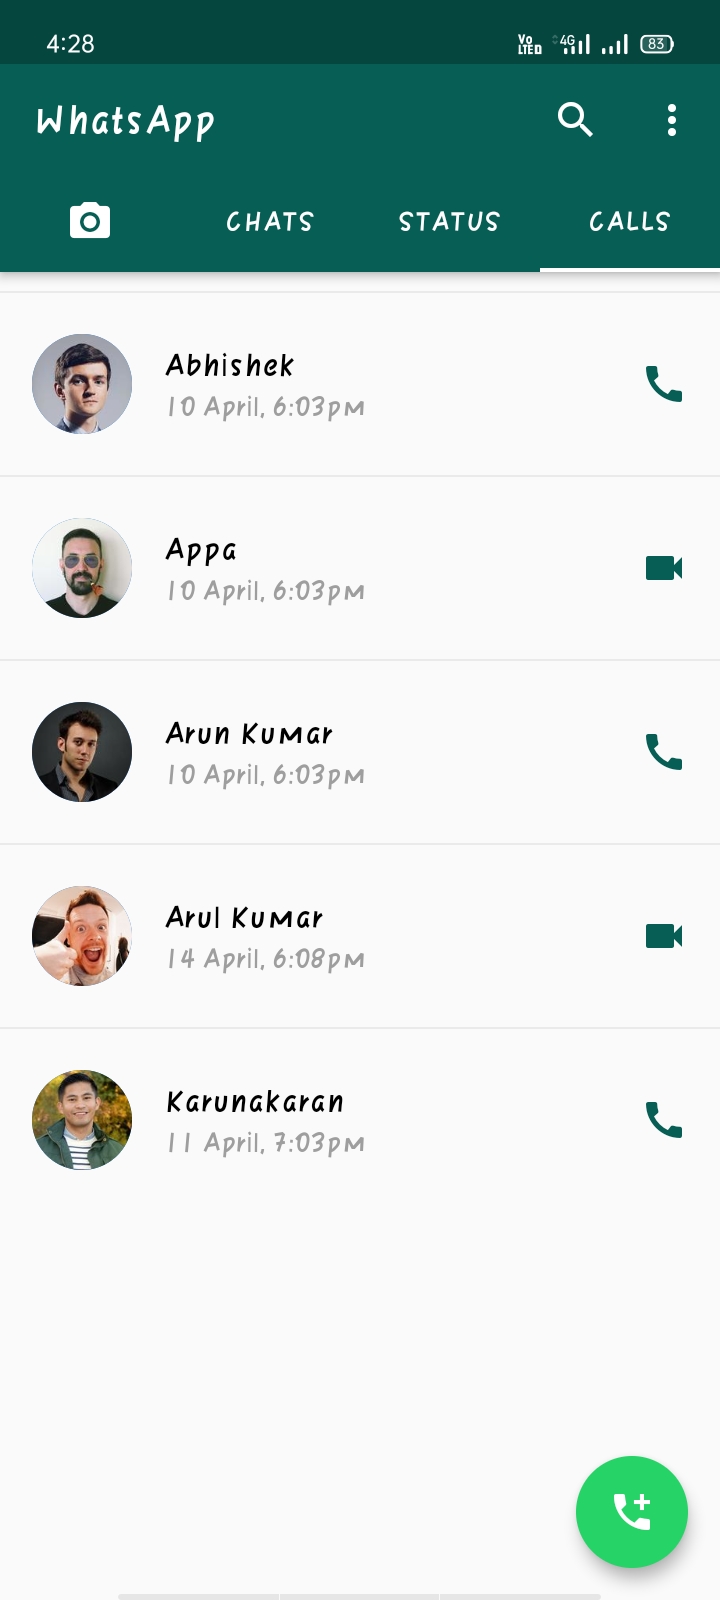 4:28
Vo LTED 4G 83
WhatsApp
CHATS STATUS CALLS
Abhishek
10 April, 6:03pm
Appa
10 April, 6:03pm
Arun Kumar
10 April, 6:03pm
Arul Kumar
14 April, 6:08pm
Karunakaran
11 April, 7:03pm